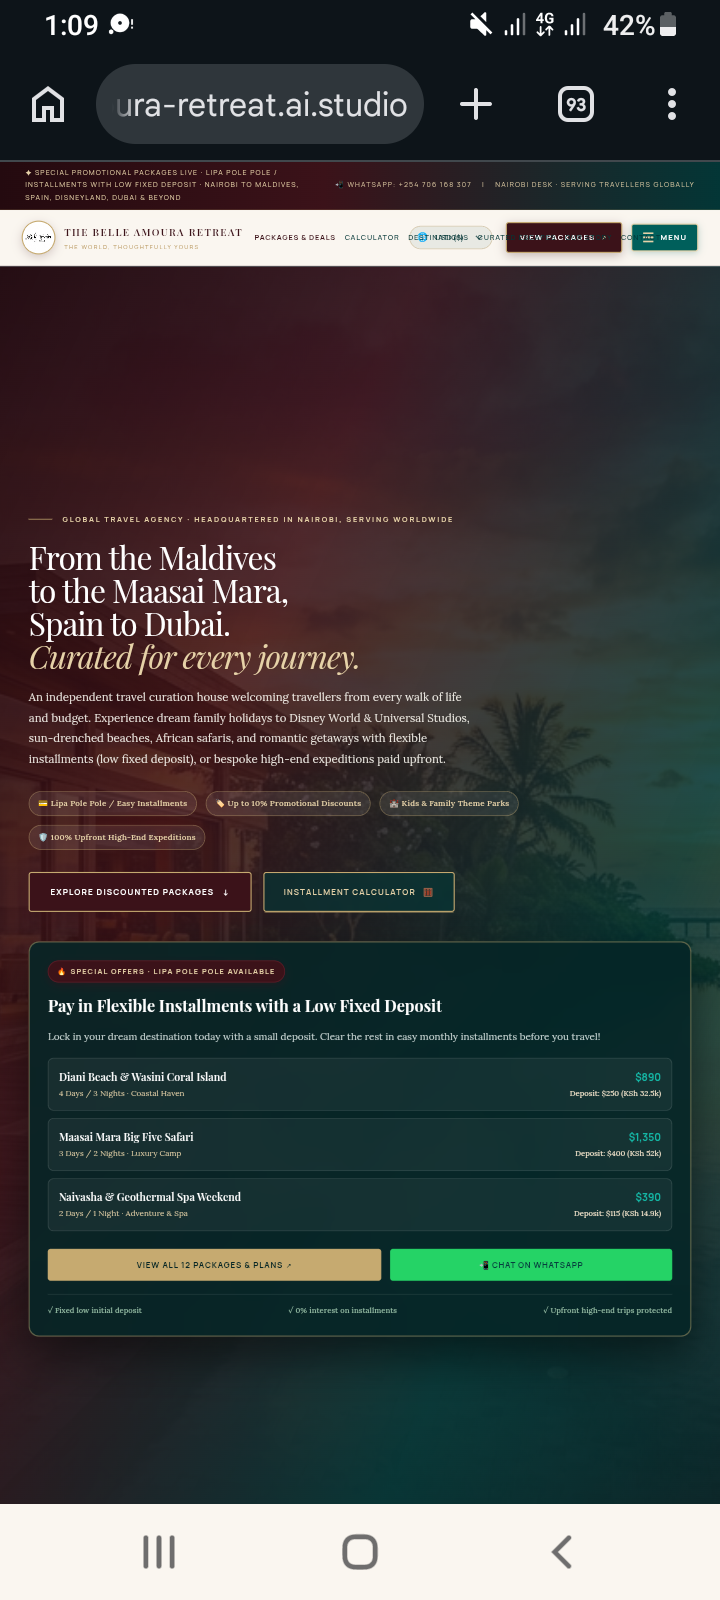 1:09
4G
42%
ura-retreat.ai.studio
93
✦ SPECIAL PROMOTIONAL PACKAGES LIVE · LIPA POLE POLE /
INSTALLMENTS WITH LOW FIXED DEPOSIT · NAIROBI TO MALDIVES,
SPAIN, DISNEYLAND, DUBAI & BEYOND
📲 WHATSAPP: +254 706 168 307 | NAIROBI DESK · SERVING TRAVELLERS GLOBALLY
THE BELLE AMOURA RETREAT
THE WORLD, THOUGHTFULLY YOURS
PACKAGES & DEALS CALCULATOR DESTINATIONS VIEW PACKAGES ↗ MENU
GLOBAL TRAVEL AGENCY · HEADQUARTERED IN NAIROBI, SERVING WORLDWIDE
From the Maldives
to the Maasai Mara,
Spain to Dubai.
Curated for every journey.
An independent travel curation house welcoming travellers from every walk of life
and budget. Experience dream family holidays to Disney World & Universal Studios,
sun-drenched beaches, African safaris, and romantic getaways with flexible
installments (low fixed deposit), or bespoke high-end expeditions paid upfront.
💳 Lipa Pole Pole / Easy Installments 🏷️ Up to 10% Promotional Discounts 🏰 Kids & Family Theme Parks
🛡️ 100% Upfront High-End Expeditions
EXPLORE DISCOUNTED PACKAGES ↓ INSTALLMENT CALCULATOR 🧮
🔥 SPECIAL OFFERS · LIPA POLE POLE AVAILABLE
Pay in Flexible Installments with a Low Fixed Deposit
Lock in your dream destination today with a small deposit. Clear the rest in easy monthly installments before you travel!
Diani Beach & Wasini Coral Island $890
4 Days / 3 Nights · Coastal Haven Deposit: $250 (KSh 32.5k)
Maasai Mara Big Five Safari $1,350
3 Days / 2 Nights · Luxury Camp Deposit: $400 (KSh 52k)
Naivasha & Geothermal Spa Weekend $390
2 Days / 1 Night · Adventure & Spa Deposit: $115 (KSh 14.9k)
VIEW ALL 12 PACKAGES & PLANS ↗ 📲 CHAT ON WHATSAPP
✓ Fixed low initial deposit ✓ 0% interest on installments ✓ Upfront high-end trips protected